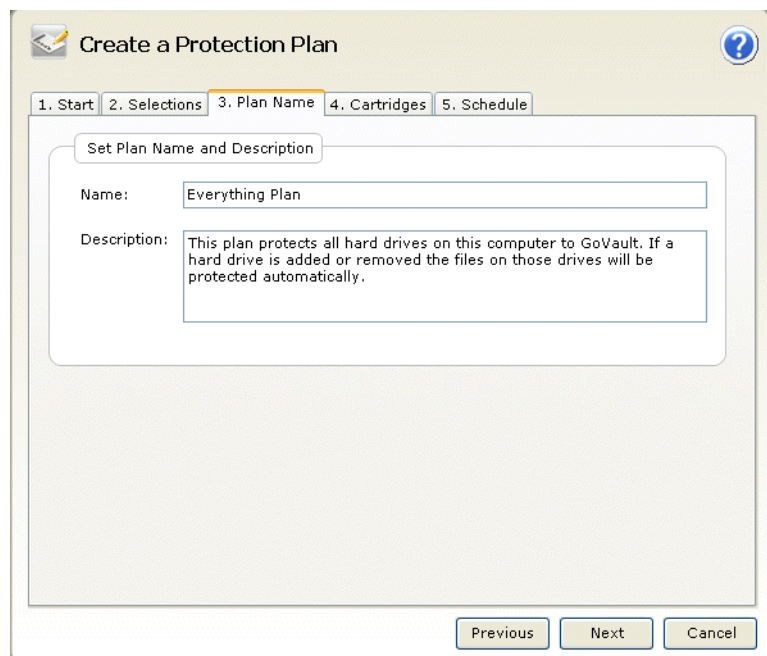 Create a Protection Plan
?
1. Start 2. Selections 3. Plan Name 4. Cartridges 5. Schedule
Set Plan Name and Description
Name: Everything Plan
Description: This plan protects all hard drives on this computer to GoVault. If a
hard drive is added or removed the files on those drives will be
protected automatically.
Previous Next Cancel